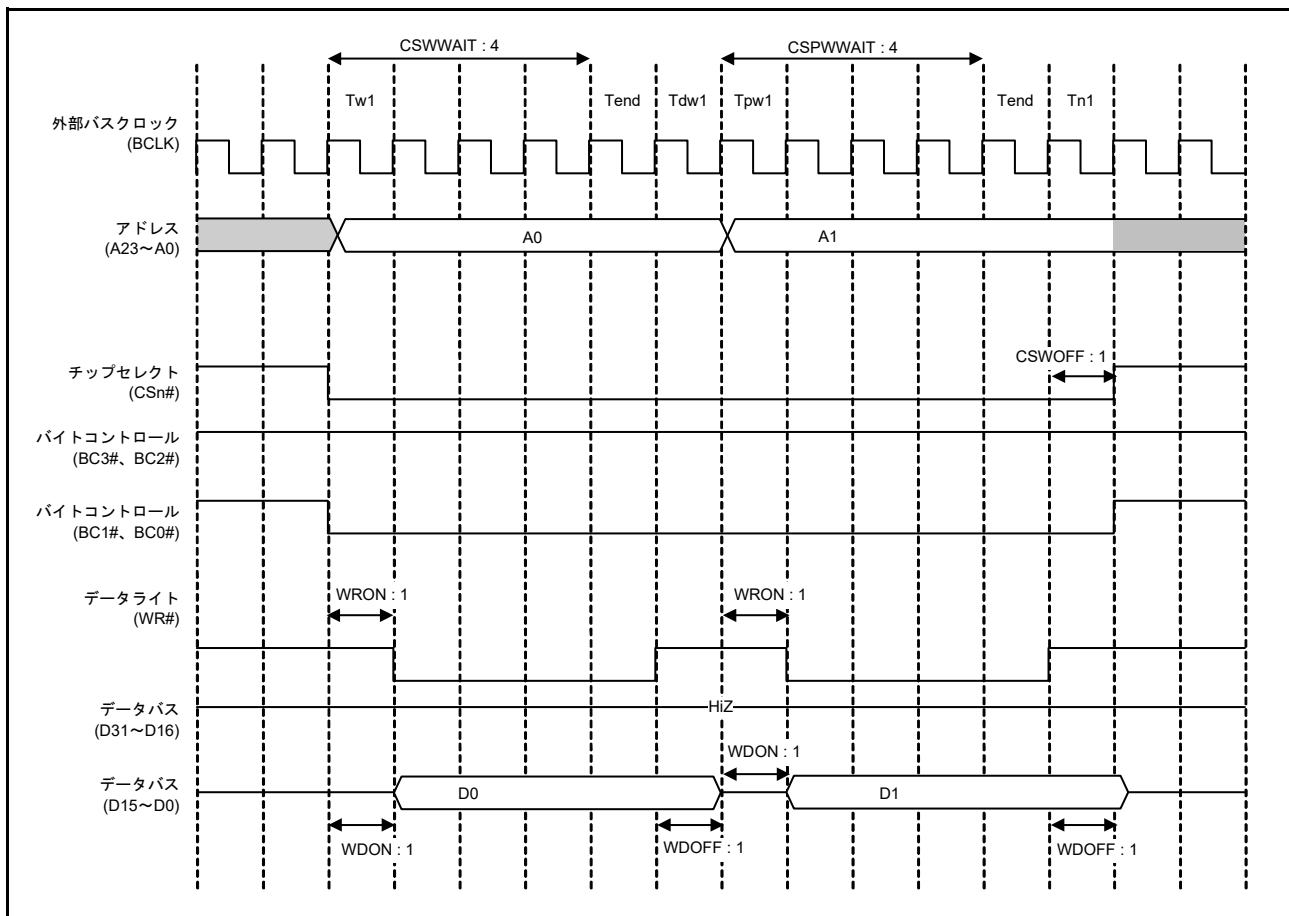 CSWWAIT : 4
CSPWWAIT : 4
Tw1
Tend
Tdw1
Tpw1
Tend
Tn1
外部バスクロック
(BCLK)
アドレス
(A23～A0)
A0
A1
チップセレクト
(CSn#)
CSWOFF : 1
バイトコントロール
(BC3#、BC2#)
バイトコントロール
(BC1#、BC0#)
データライト
(WR#)
WRON : 1
WRON : 1
データバス
(D31～D16)
HiZ
WDON : 1
データバス
(D15～D0)
D0
D1
WDON : 1
WDOFF : 1
WDOFF : 1